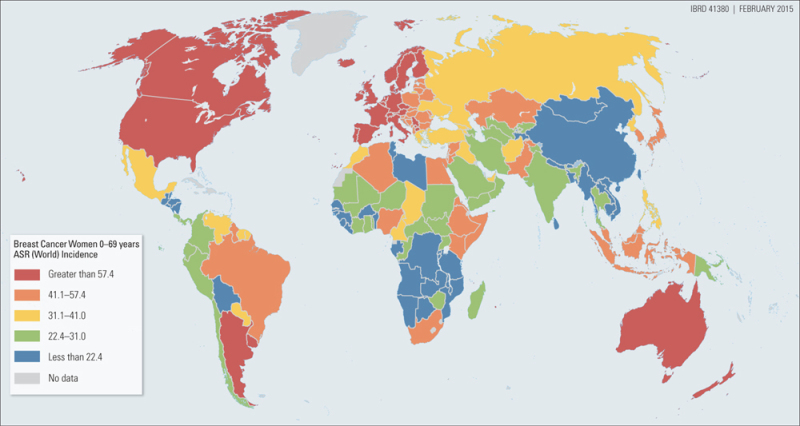 IBRD 41380 | FEBRUARY 2015
Breast Cancer Women 0–69 years
ASR (World) Incidence
Greater than 57.4
41.1–57.4
31.1–41.0
22.4–31.0
Less than 22.4
No data